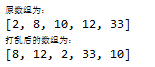 原数组为:
[2, 8, 10, 12, 33]
打乱后的数组为:
[8, 12, 2, 33, 10]